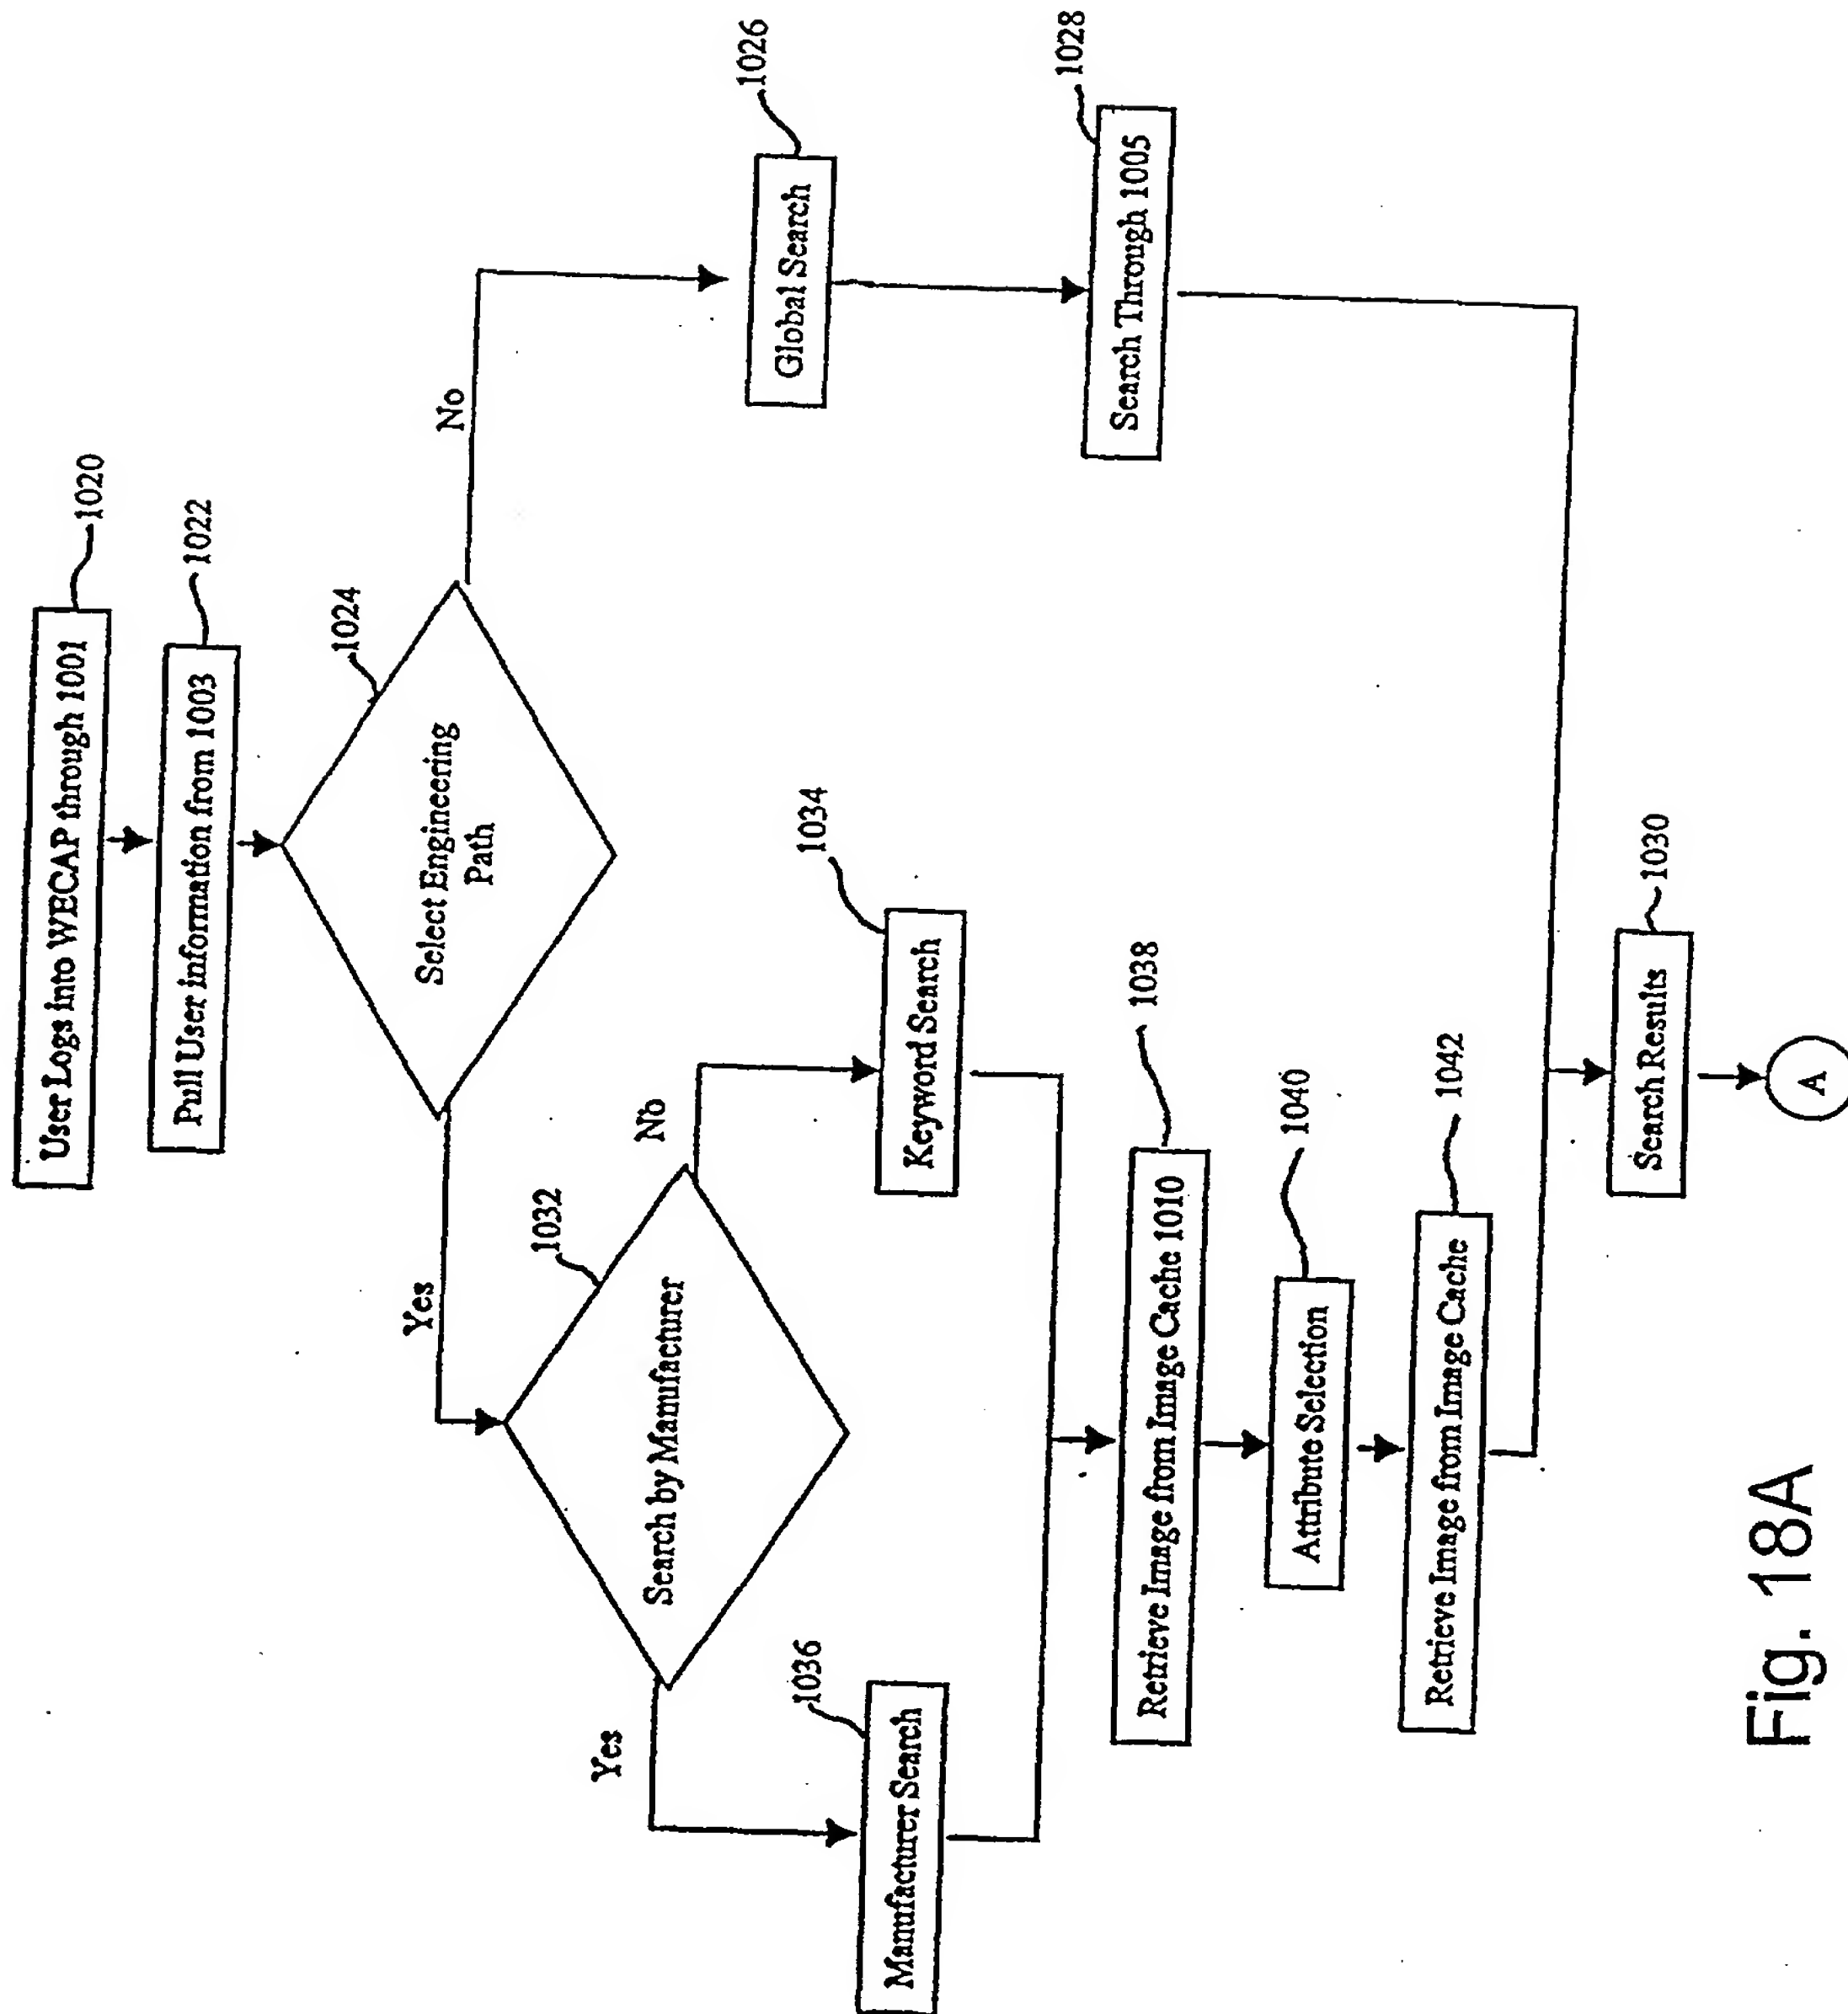 User Logs into WECAP through 1001
1020
Pull User information from 1003
1022
1024
Select Engineering
Path
Yes
No
1026
Global Search
1028
Search Through 1005
1032
Search by Manufacturer
Yes
No
1036
Manufacturer Search
1034
Keyword Search
1038
Retrieve Image from Image Cache 1010
1040
Attribute Selection
1042
Retrieve Image from Image Cache
1030
Search Results
A
Fig. 18A